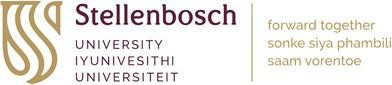 Stellenbosch
UNIVERSITY
IYUNIVESITHI
UNIVERSITEIT
forward together
sonke siya phambili
saam vorentoe